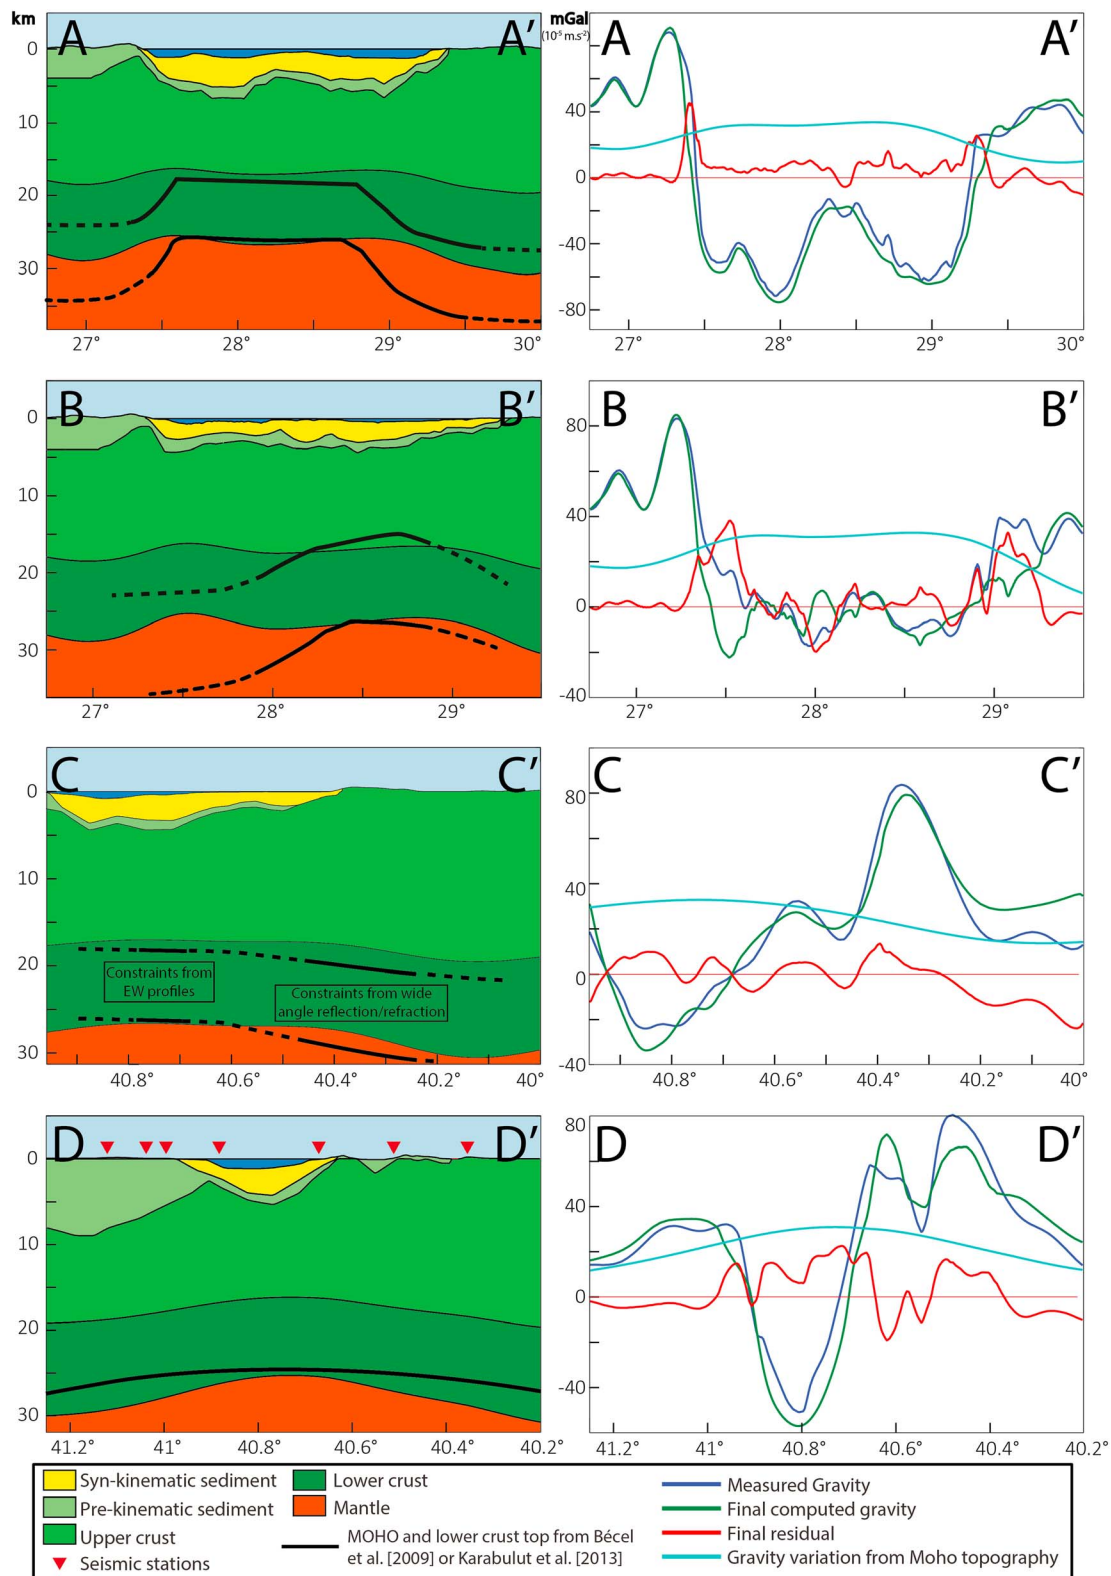 km
A
A'
0
10
20
30
27°
28°
29°
30°
mGal
(10⁻⁵ m.s⁻²)
A
A'
40
0
-40
-80
27°
28°
29°
30°
B
B'
0
10
20
30
27°
28°
29°
B
B'
80
40
0
-40
27°
28°
29°
C
C'
0
10
20
30
Constraints from
EW profiles
Constraints from wide
angle reflection/refraction
40.8°
40.6°
40.4°
40.2°
40°
C
C'
80
40
0
-40
40.8°
40.6°
40.4°
40.2°
40°
D
D'
0
10
20
30
41.2°
41°
40.8°
40.6°
40.4°
40.2°
D
D'
80
40
0
-40
41.2°
41°
40.8°
40.6°
40.4°
40.2°
Syn-kinematic sediment
Pre-kinematic sediment
Upper crust
Seismic stations
Lower crust
Mantle
MOHO and lower crust top from Bécel
et al. [2009] or Karabulut et al. [2013]
Measured Gravity
Final computed gravity
Final residual
Gravity variation from Moho topography